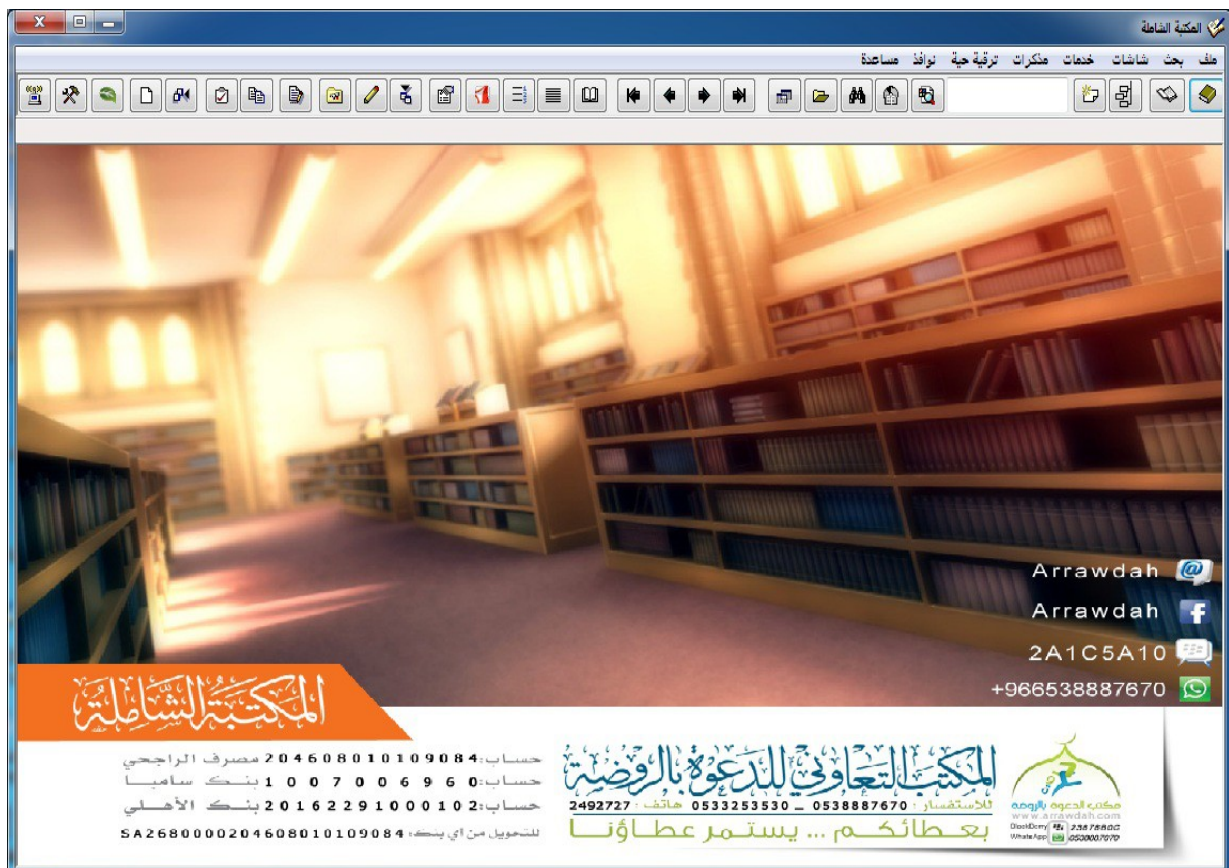 المكتبة الشاملة
ملف بحث شاشات خدمات مذكرات ترقية حية نوافذ مساعدة
Arrawdah
Arrawdah
2A1C5A10
+966538887670
المكتبة الشاملة
المكتب التعاوني للدعوة بالروضة
للاستفسار : 0538887670 _ 0533253530 هاتف : 2492727
بعطائكم ... يستمر عطاؤنا
مكتب الدعوة بالروضة
www.arrawdah.com
حساب:204608010109084 مصرف الراجحي
حساب:1007006960 بنك سامبا
حساب:20162291000102 بنك الأهلي
للتحويل من اي بنك: SA2680000204608010109084